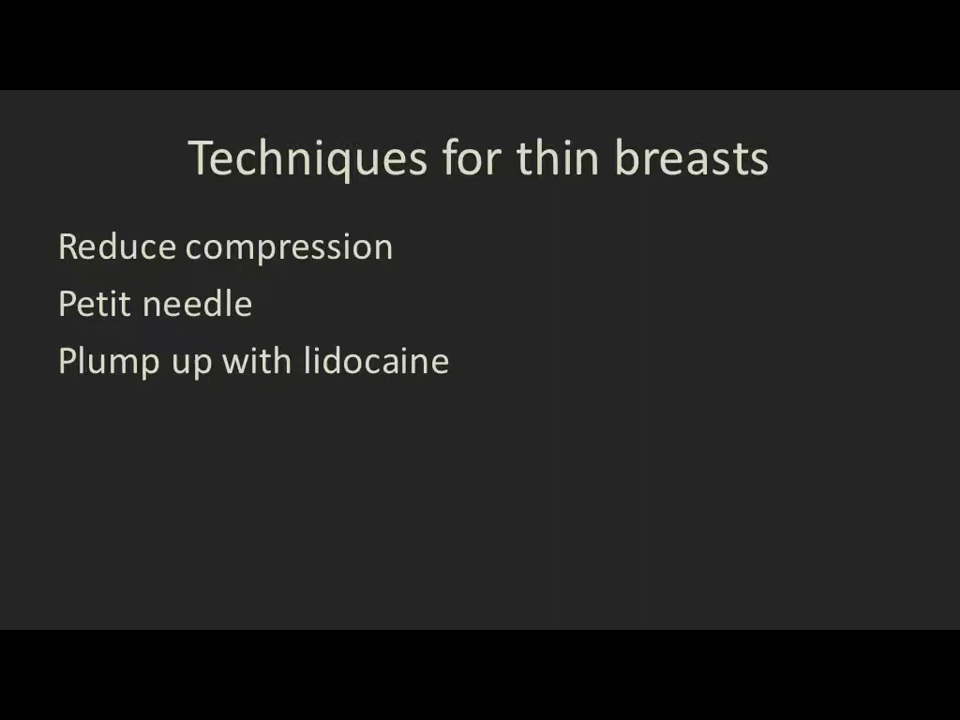 Techniques for thin breasts
Reduce compression
Petit needle
Plump up with lidocaine